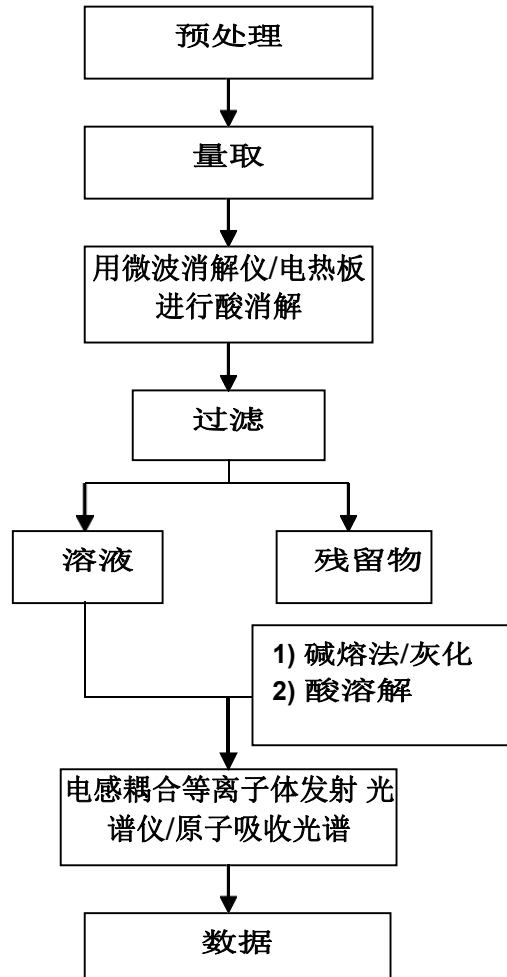 预处理
量取
用微波消解仪/电热板
进行酸消解
过滤
溶液
残留物
1) 碱熔法/灰化
2) 酸溶解
电感耦合等离子体发射 光
谱仪/原子吸收光谱
数据